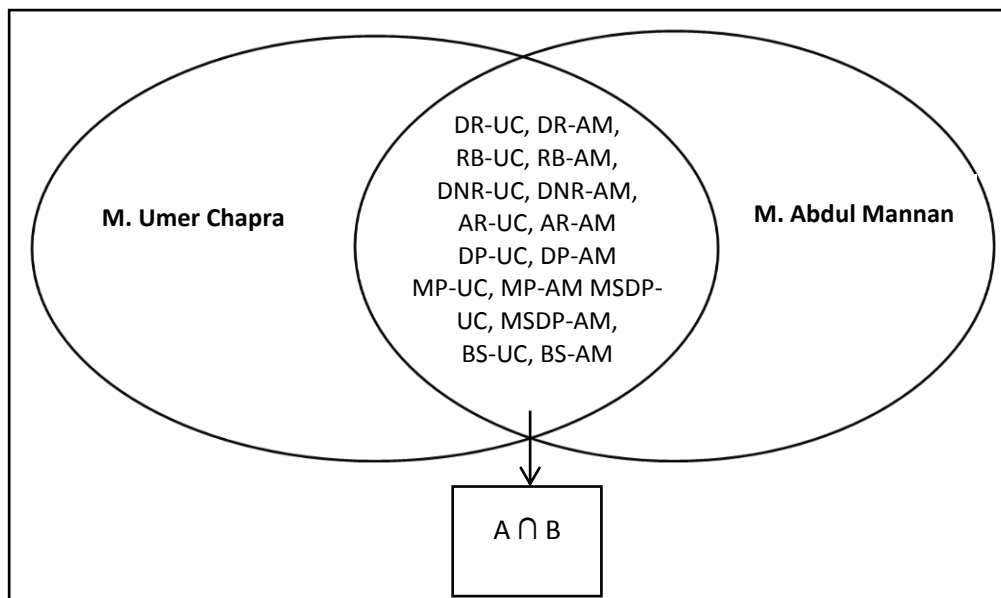 DR-UC, DR-AM,
RB-UC, RB-AM,
DNR-UC, DNR-AM,
M. Umer Chapra
M. Abdul Mannan
AR-UC, AR-AM
DP-UC, DP-AM
MP-UC, MP-AM MSDP-
UC, MSDP-AM,
BS-UC, BS-AM
A ∩ B